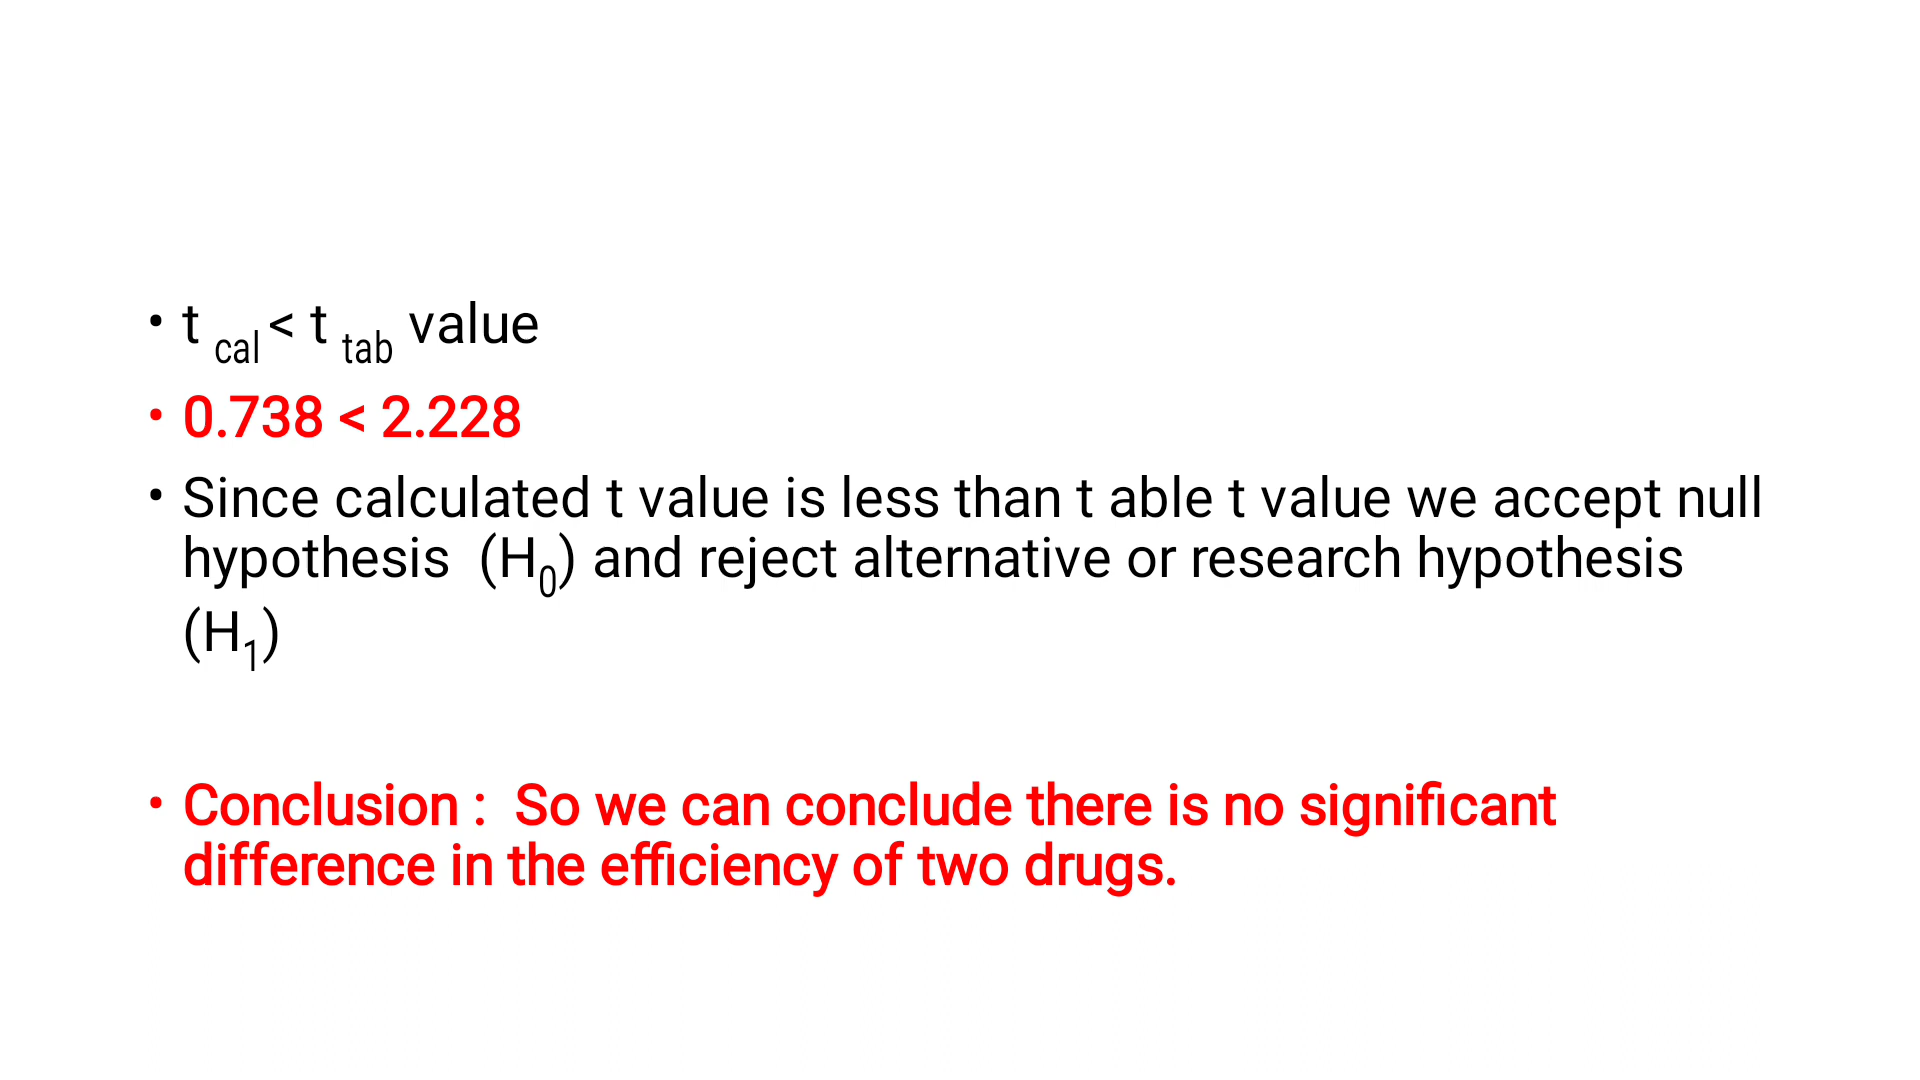 • t cal < t tab value
• 0.738 < 2.228
• Since calculated t value is less than t able t value we accept null
hypothesis  (H0) and reject alternative or research hypothesis
(H1)
• Conclusion :  So we can conclude there is no significant
difference in the efficiency of two drugs.